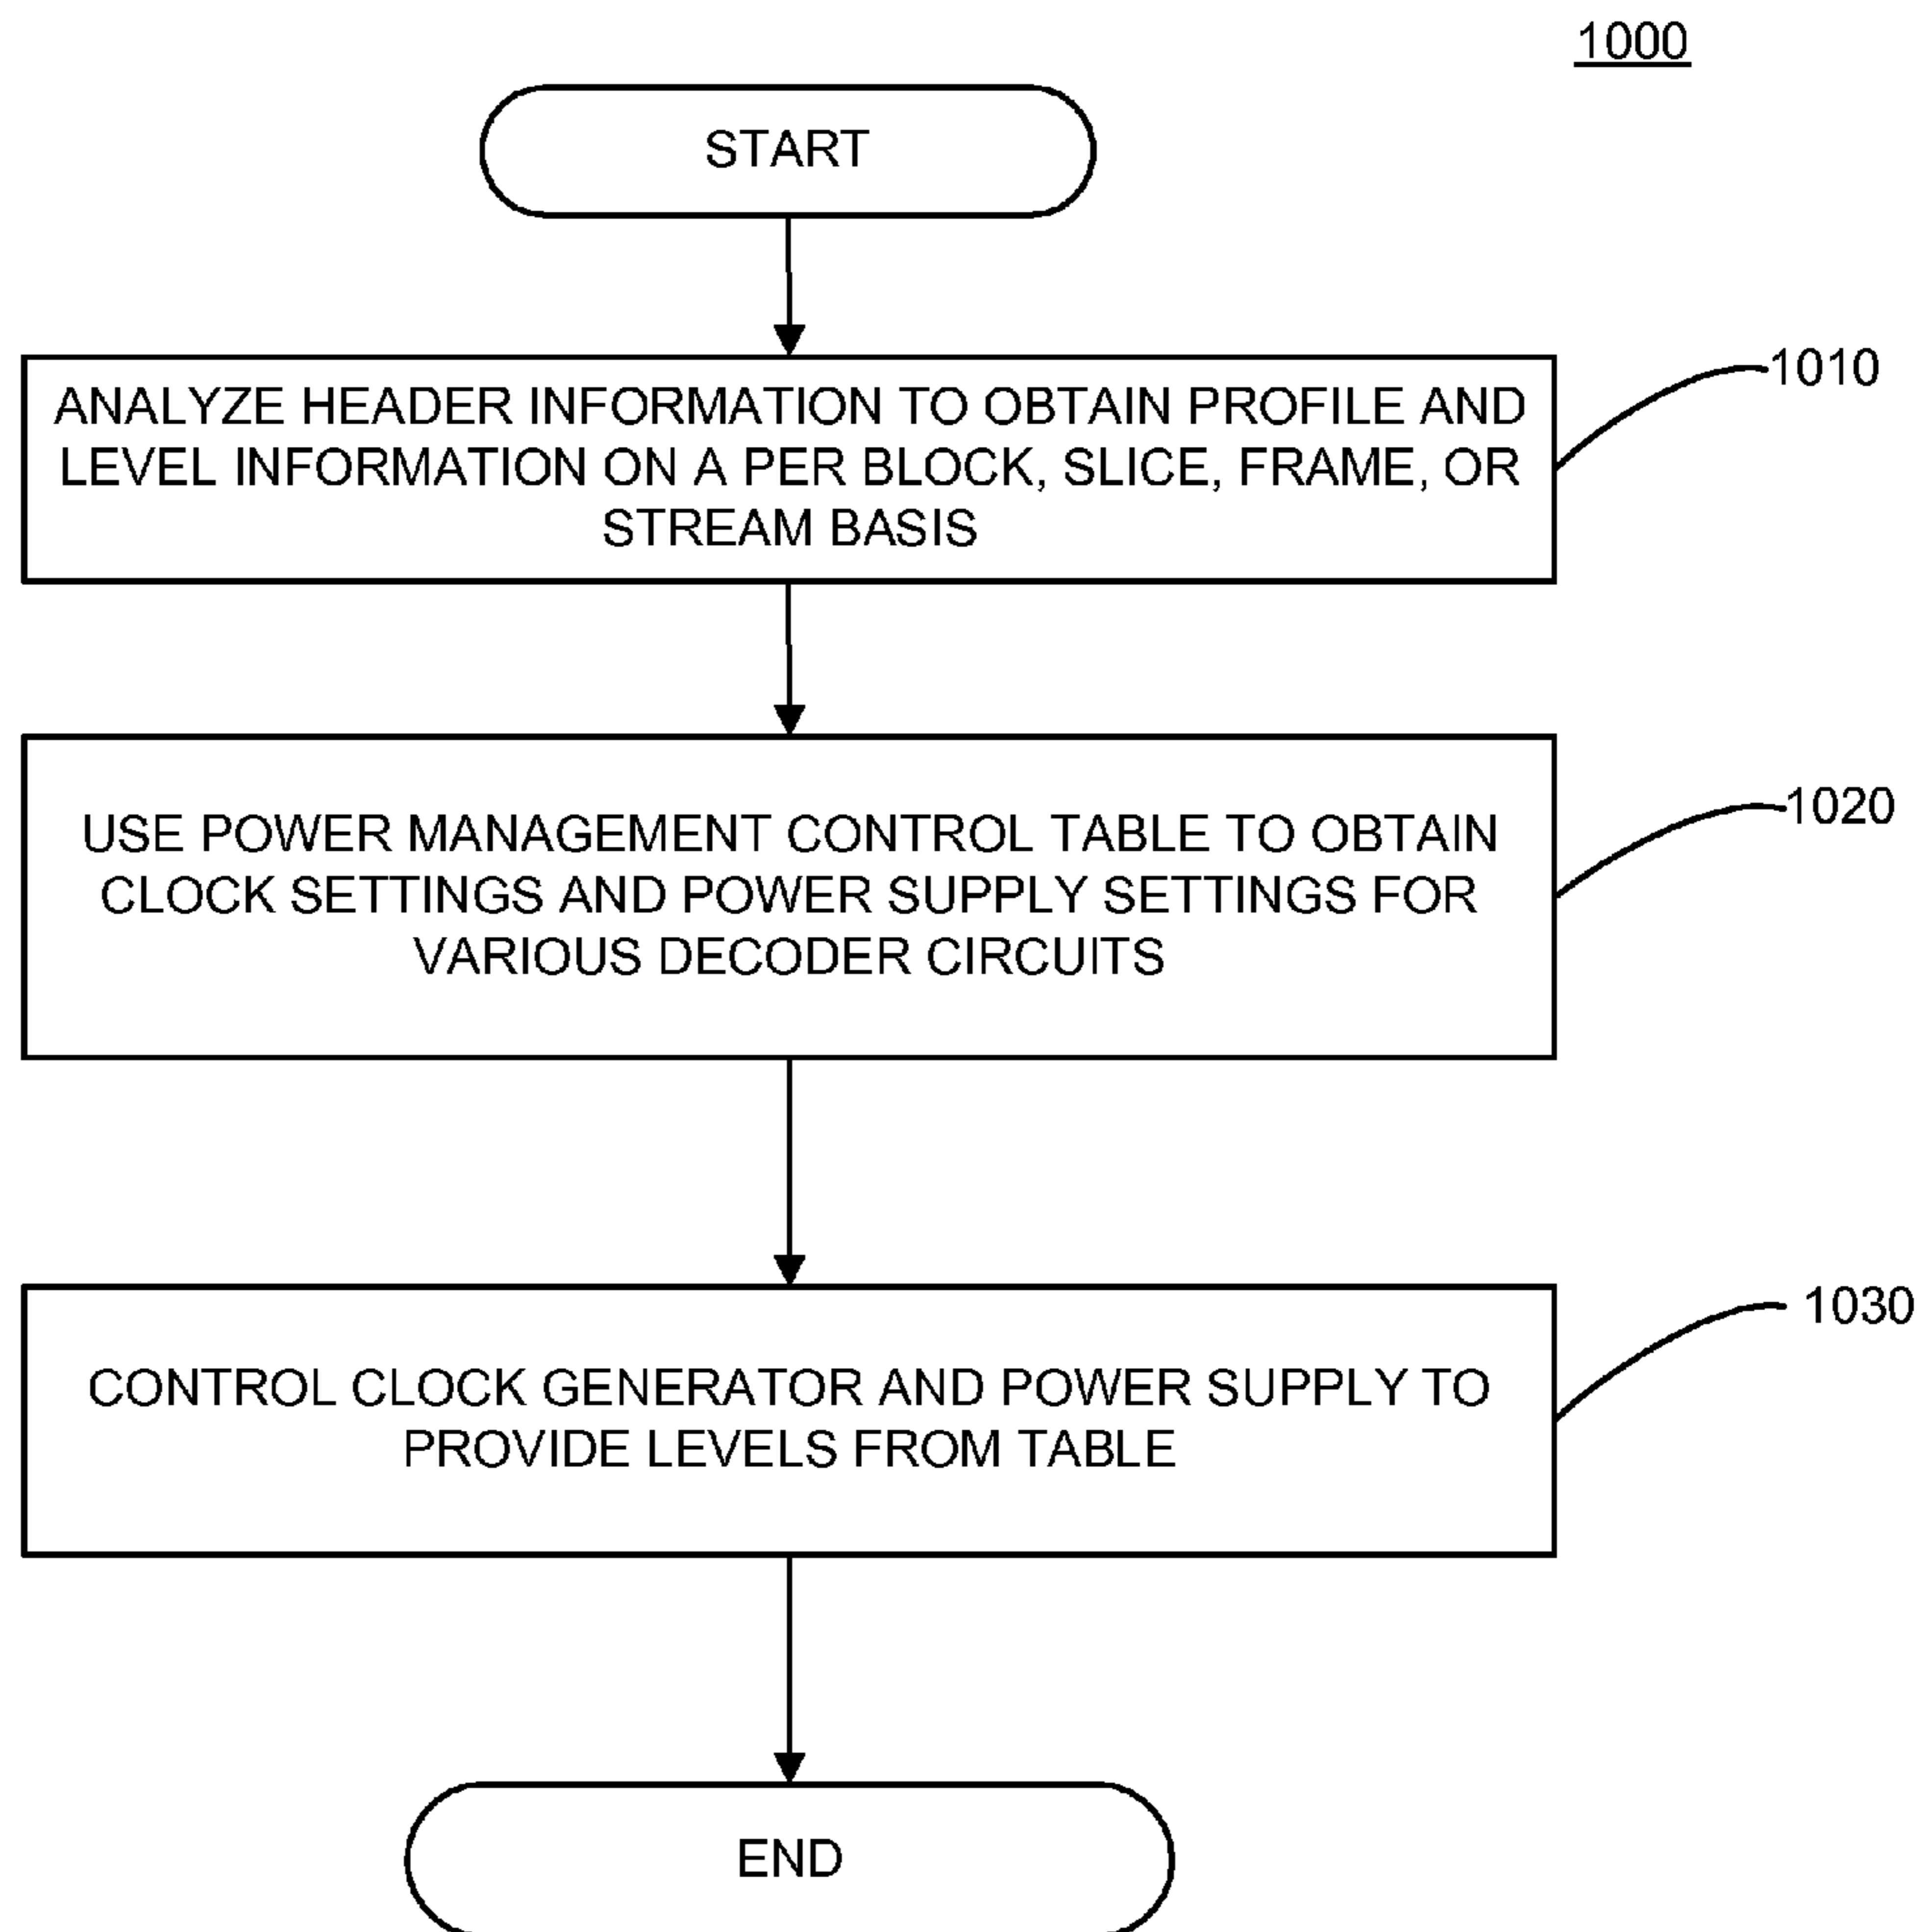 1000
START
ANALYZE HEADER INFORMATION TO OBTAIN PROFILE AND
LEVEL INFORMATION ON A PER BLOCK, SLICE, FRAME, OR
STREAM BASIS
1010
USE POWER MANAGEMENT CONTROL TABLE TO OBTAIN
CLOCK SETTINGS AND POWER SUPPLY SETTINGS FOR
VARIOUS DECODER CIRCUITS
1020
CONTROL CLOCK GENERATOR AND POWER SUPPLY TO
PROVIDE LEVELS FROM TABLE
1030
END